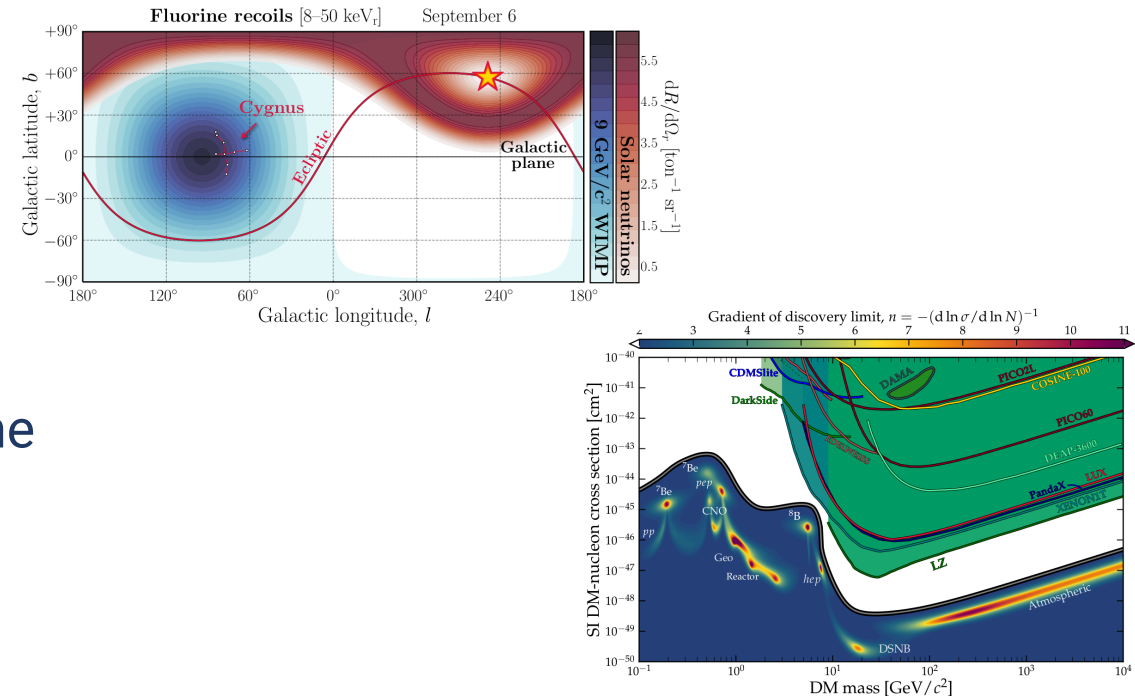 Fluorine recoils [8–50 keVr] September 6
+90°
+60°
+30°
0°
−30°
−60°
−90°
Galactic latitude, b
Cygnus
Ecliptic
Galactic
plane
180° 120° 60° 0° 300° 240° 180°
Galactic longitude, l
9 GeV/c² WIMP
Solar neutrinos
5.5
4.5
3.5
2.5
1.5
0.5
dR/dΩr [ton⁻¹ sr⁻¹]
ne
Gradient of discovery limit, n = −(d ln σ/d ln N)⁻¹
2 3 4 5 6 7 8 9 10 11
SI DM-nucleon cross section [cm²]
10⁻⁴⁰
10⁻⁴¹
10⁻⁴²
10⁻⁴³
10⁻⁴⁴
10⁻⁴⁵
10⁻⁴⁶
10⁻⁴⁷
10⁻⁴⁸
10⁻⁴⁹
10⁻⁵⁰
CDMSlite
DarkSide
DAMA
PICO2L
COSINE-100
PICO60
DEAP-3600
LUX
PandaX
XENON1T
LZ
⁷Be
pep
⁷Be
CNO
pp
⁸B
Geo
Reactor
hep
Atmospheric
DSNB
10⁻¹ 10⁰ 10¹ 10² 10³ 10⁴
DM mass [GeV/c²]